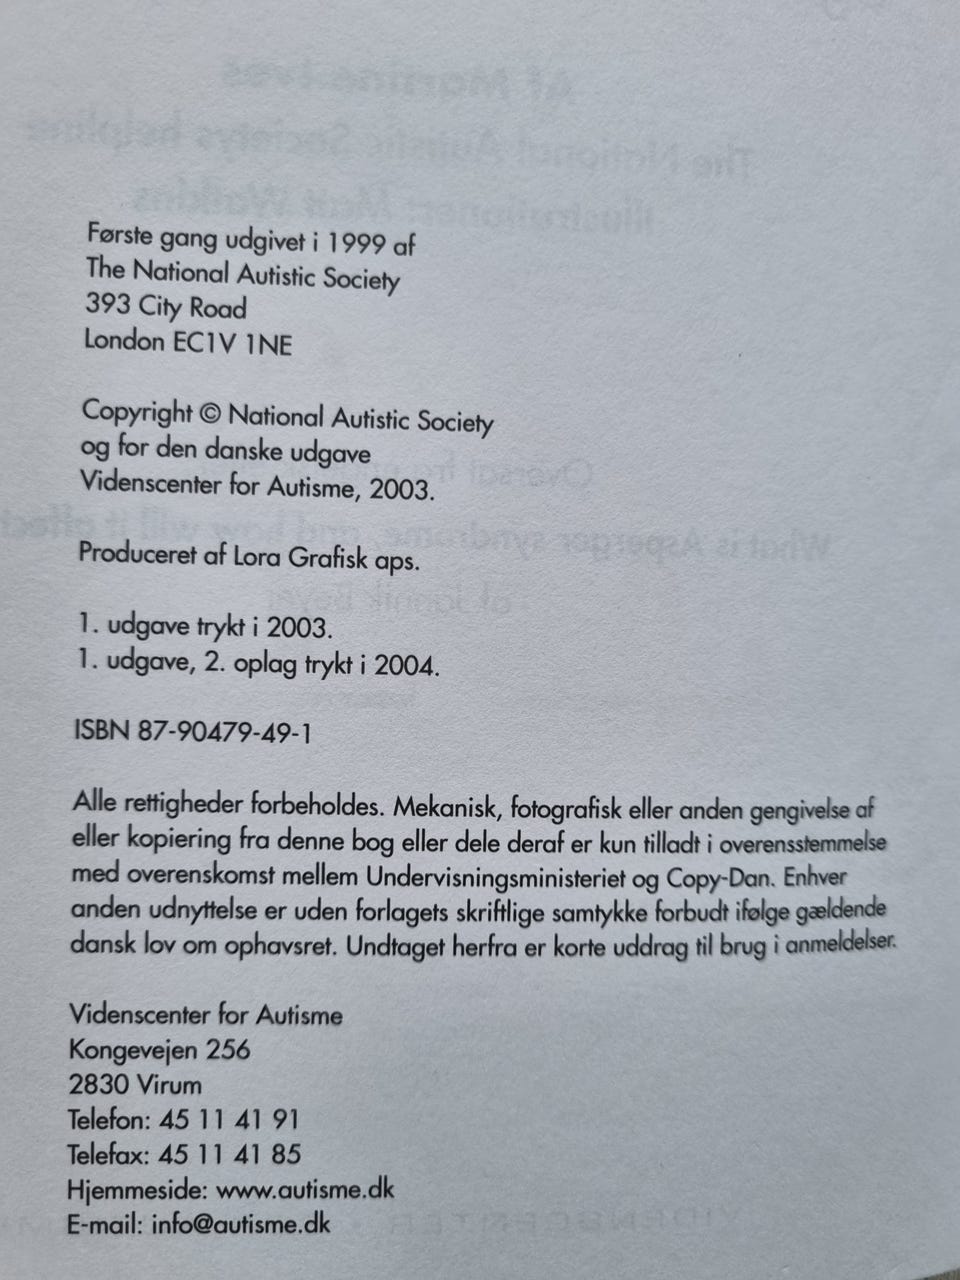 Første gang udgivet i 1999 af
The National Autistic Society
393 City Road
London EC1V 1NE
Copyright © National Autistic Society
og for den danske udgave
Videnscenter for Autisme, 2003.
Produceret af Lora Grafisk aps.
1. udgave trykt i 2003.
1. udgave, 2. oplag trykt i 2004.
ISBN 87-90479-49-1
Alle rettigheder forbeholdes. Mekanisk, fotografisk eller anden gengivelse af
eller kopiering fra denne bog eller dele deraf er kun tilladt i overensstemmelse
med overenskomst mellem Undervisningsministeriet og Copy-Dan. Enhver
anden udnyttelse er uden forlagets skriftlige samtykke forbudt ifølge gældende
dansk lov om ophavsret. Undtaget herfra er korte uddrag til brug i anmeldelser.
Videnscenter for Autisme
Kongevejen 256
2830 Virum
Telefon: 45 11 41 91
Telefax: 45 11 41 85
Hjemmeside: www.autisme.dk
E-mail: info@autisme.dk